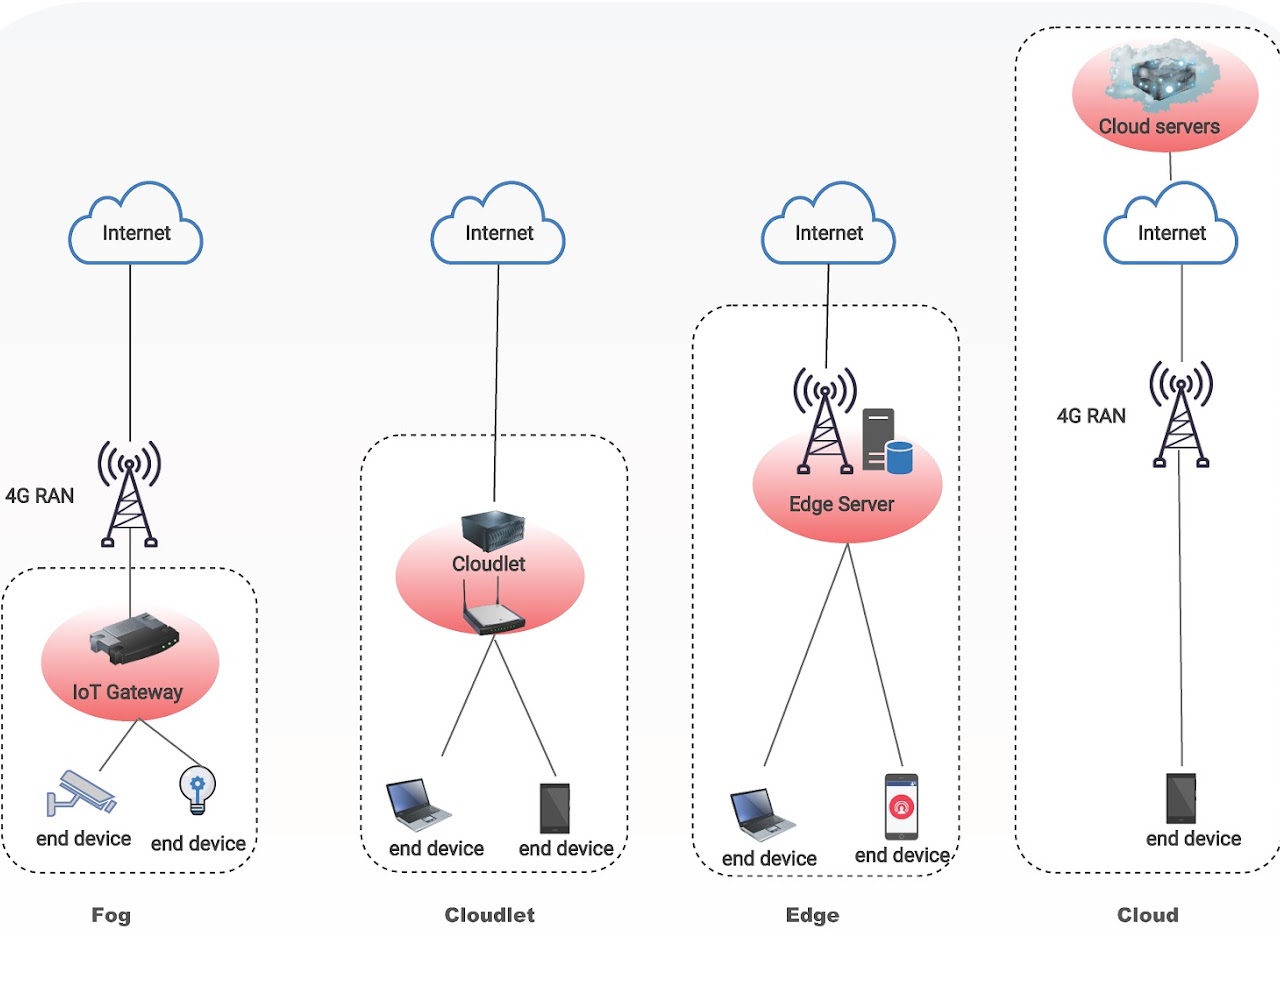 Cloud servers
Internet
Internet
Internet
Internet
4G RAN
4G RAN
Edge Server
Cloudlet
IoT Gateway
end device
end device
end device
end device
end device
end device
end device
Fog
Cloudlet
Edge
Cloud